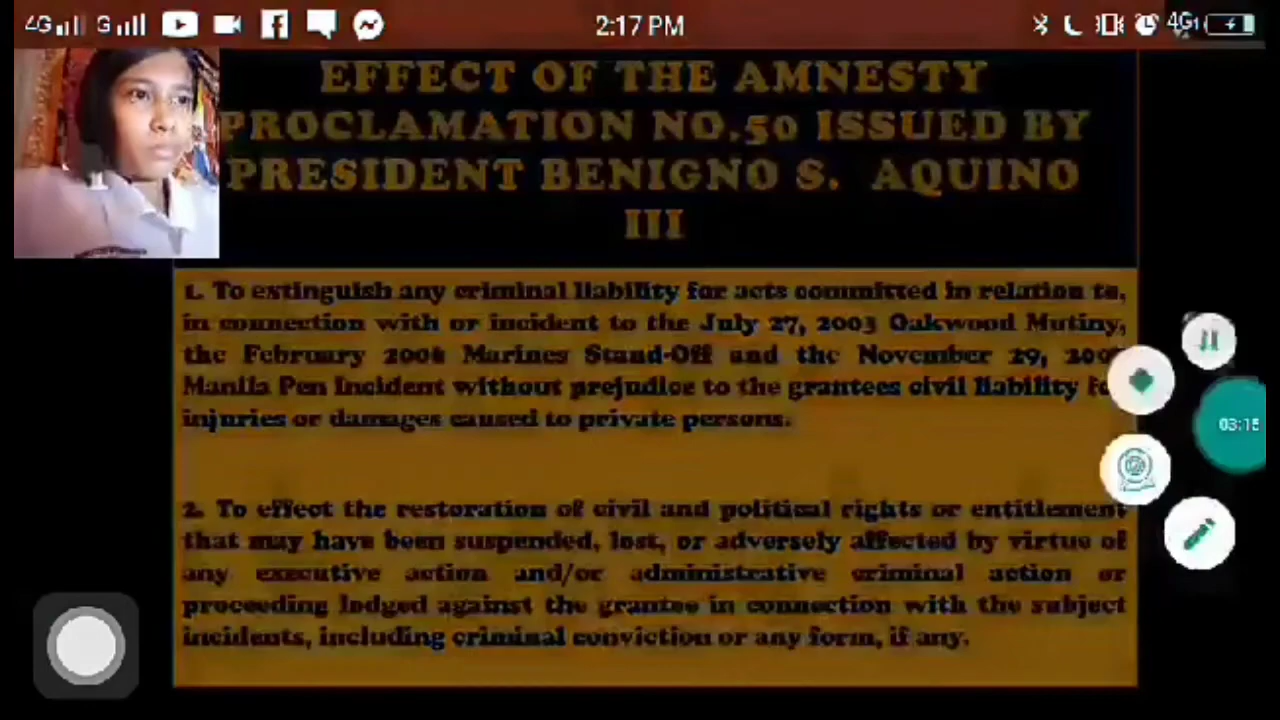 4G G 2:17 PM 4G
EFFECT OF THE AMNESTY
PROCLAMATION NO.50 ISSUED BY
PRESIDENT BENIGNO S. AQUINO
III
1. To extinguish any criminal liability for acts committed in relation to,
in connection with or incident to the July 27, 2003 Oakwood Mutiny,
the February 2006 Marines Stand-Off and the November 29,
Manila Pen Incident without prejudice to the grantees civil liability
injuries or damages caused to private persons.
2. To effect the restoration of civil and political rights or entitlement
that may have been suspended, lost, or adversely affected by virtue of
any executive action and/or administrative criminal action or
proceeding lodged against the grantee in connection with the subject
incidents, including criminal conviction or any form, if any.
03:15